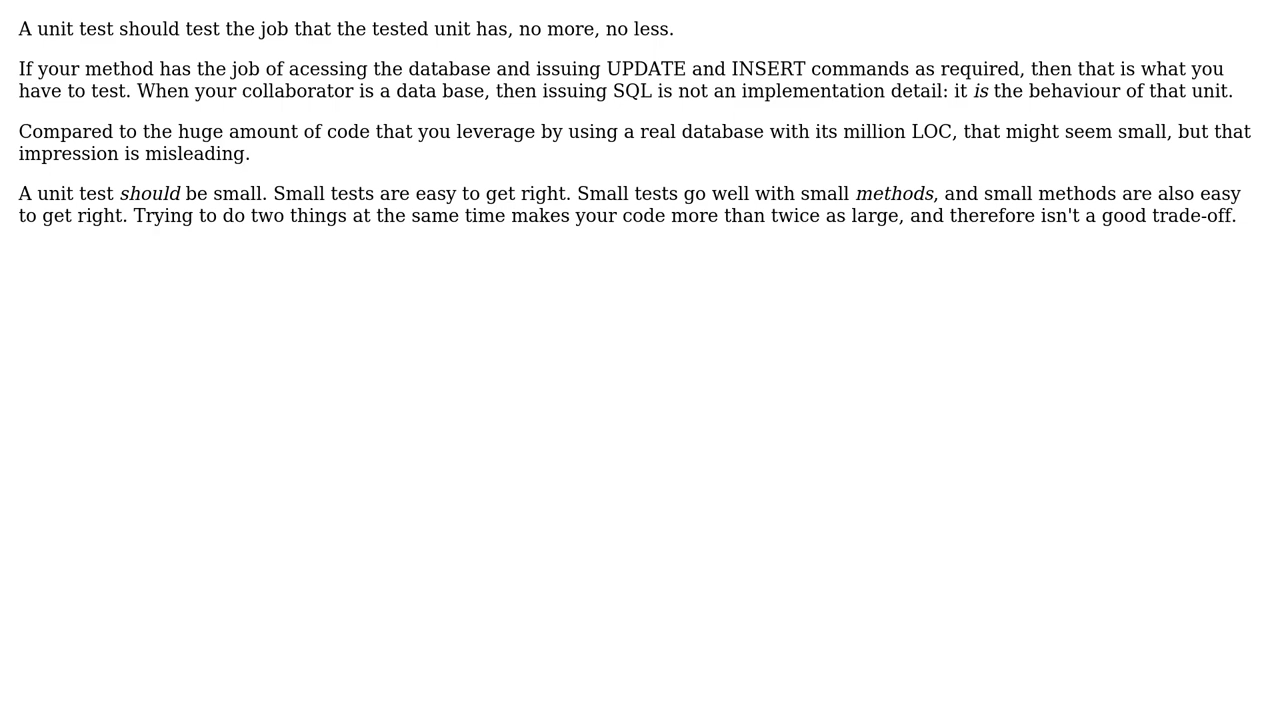 A unit test should test the job that the tested unit has, no more, no less.
If your method has the job of acessing the database and issuing UPDATE and INSERT commands as required, then that is what you
have to test. When your collaborator is a data base, then issuing SQL is not an implementation detail: it is the behaviour of that unit.
Compared to the huge amount of code that you leverage by using a real database with its million LOC, that might seem small, but that
impression is misleading.
A unit test should be small. Small tests are easy to get right. Small tests go well with small methods, and small methods are also easy
to get right. Trying to do two things at the same time makes your code more than twice as large, and therefore isn't a good trade-off.